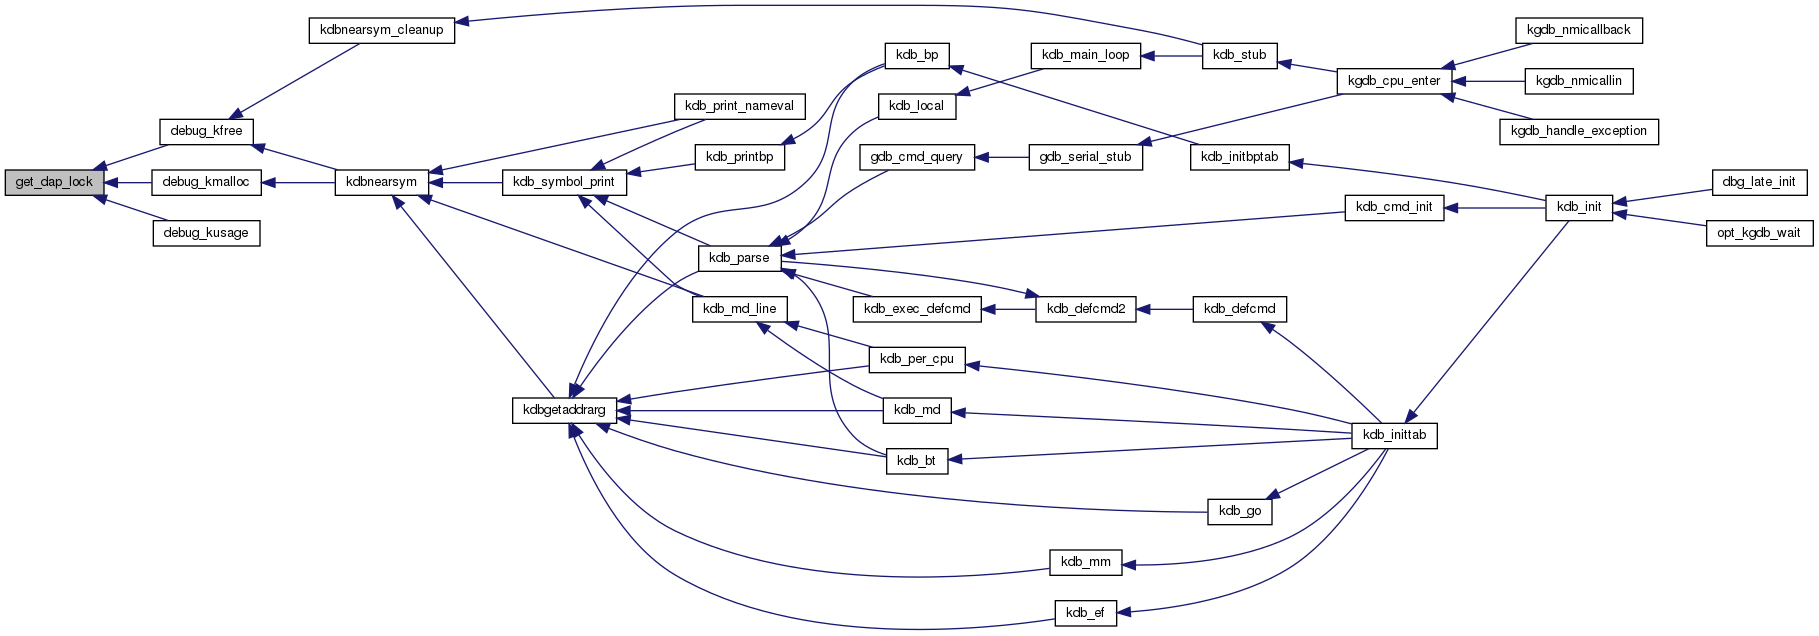 kdbnearsym_cleanup
kgdb_nmicallback
kdb_bp
kdb_main_loop
kdb_stub
kgdb_cpu_enter
kgdb_nmicallin
kdb_print_nameval
kdb_local
debug_kfree
kgdb_handle_exception
kdb_printbp
gdb_cmd_query
gdb_serial_stub
kdb_initbptab
get_dap_lock
debug_kmalloc
kdbnearsym
kdb_symbol_print
dbg_late_init
kdb_cmd_init
kdb_init
debug_kusage
opt_kgdb_wait
kdb_parse
kdb_md_line
kdb_exec_defcmd
kdb_defcmd2
kdb_defcmd
kdb_per_cpu
kdbgetaddrarg
kdb_md
kdb_inittab
kdb_bt
kdb_go
kdb_mm
kdb_ef